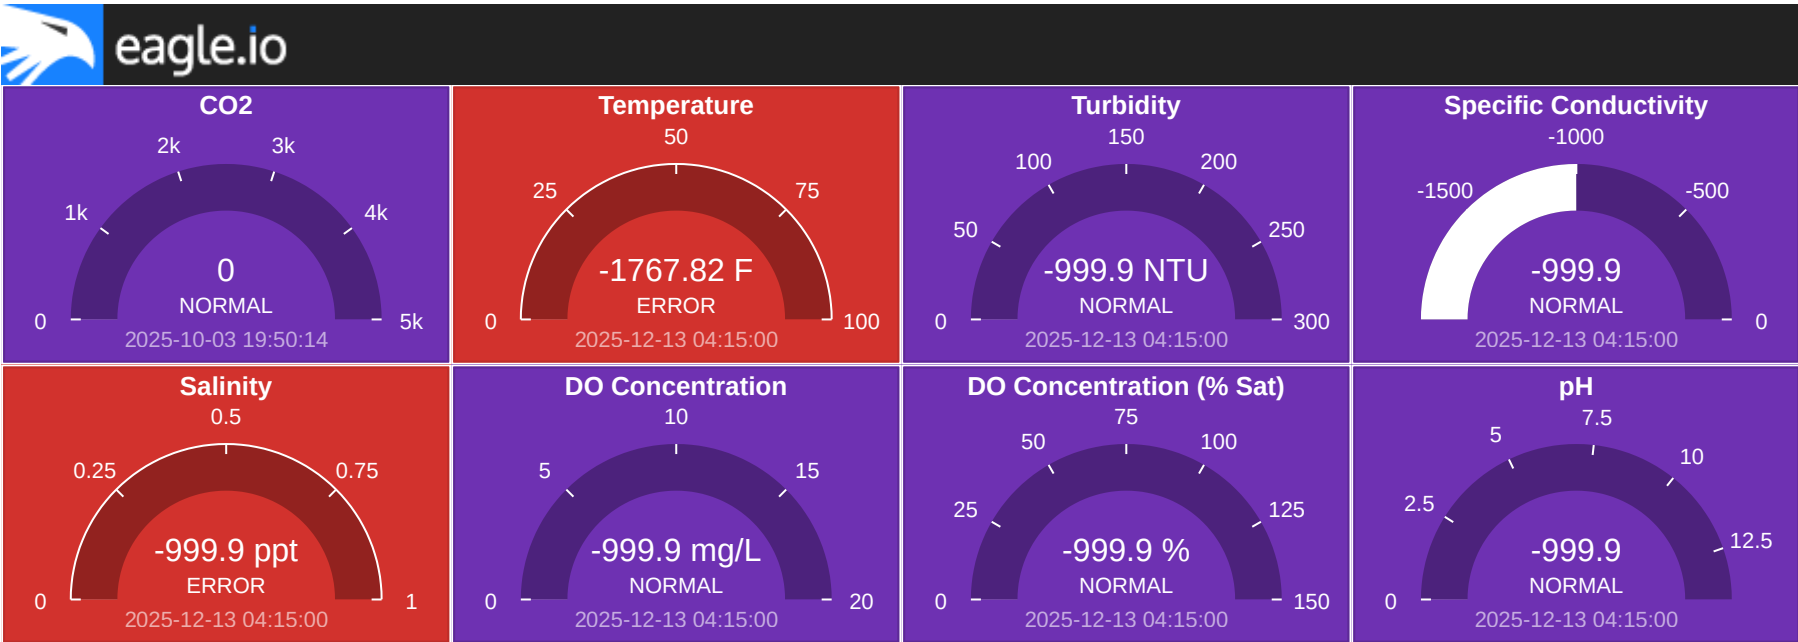 eagle.io
CO2
0
1k
2k
3k
4k
5k
0
NORMAL
2025-10-03 19:50:14
Temperature
0
25
50
75
100
-1767.82 F
ERROR
2025-12-13 04:15:00
Turbidity
0
50
100
150
200
250
300
-999.9 NTU
NORMAL
2025-12-13 04:15:00
Specific Conductivity
-1500
-1000
-500
0
-999.9
NORMAL
2025-12-13 04:15:00
Salinity
0
0.25
0.5
0.75
1
-999.9 ppt
ERROR
2025-12-13 04:15:00
DO Concentration
0
5
10
15
20
-999.9 mg/L
NORMAL
2025-12-13 04:15:00
DO Concentration (% Sat)
0
25
50
75
100
125
150
-999.9 %
NORMAL
2025-12-13 04:15:00
pH
0
2.5
5
7.5
10
12.5
-999.9
NORMAL
2025-12-13 04:15:00